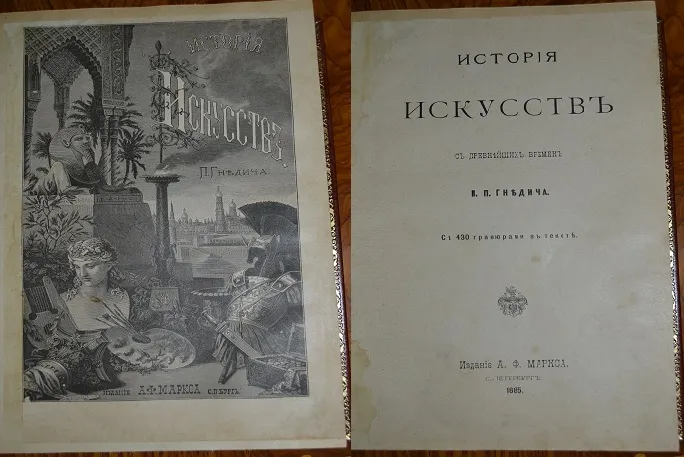 ИСТОРІЯ
ИСКУССТВЪ.
П. ГНѢДИЧА.
ИЗДАНІЕ А. Ф. МАРКСА С.П.БУРГЪ.
ИСТОРІЯ
ИСКУССТВЪ
СЪ ДРЕВНѢЙШИХЪ ВРЕМЕНЪ
П. П. ГНѢДИЧА.
Съ 430 гравюрами въ текстѣ.
Изданіе А. Ф. МАРКСА.
С.-ПЕТЕРБУРГЪ.
1885.